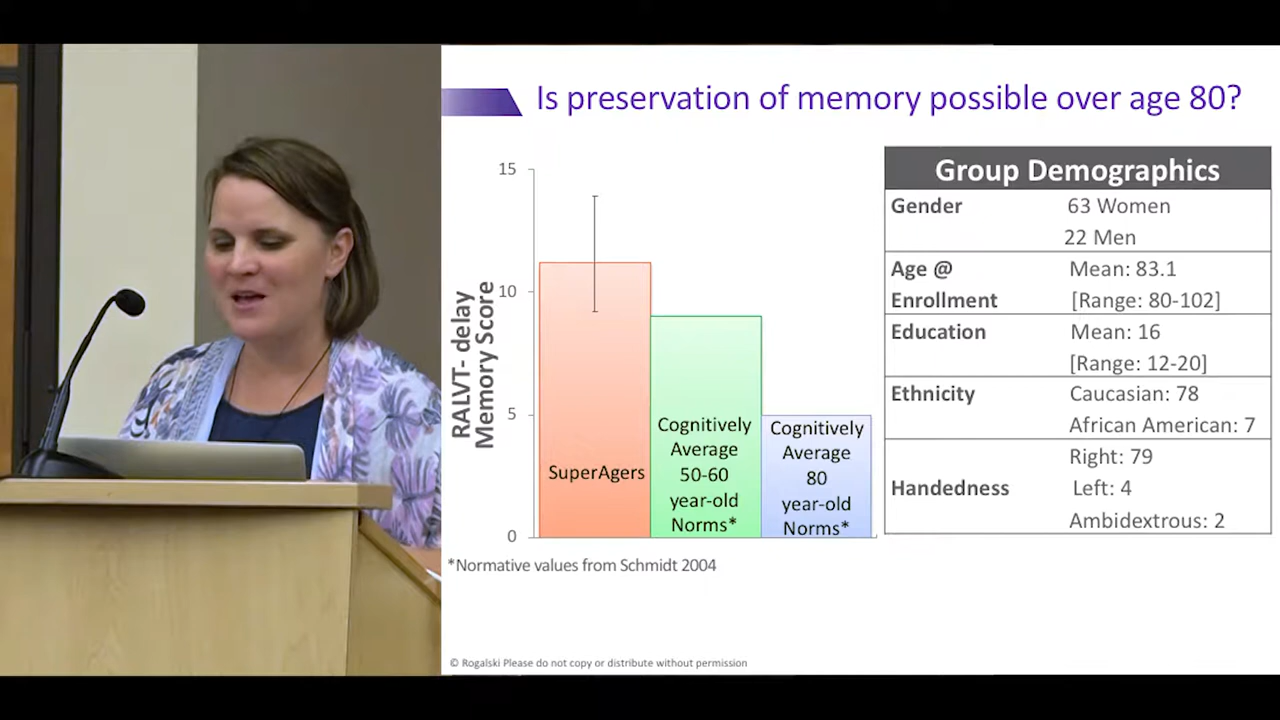 Is preservation of memory possible over age 80?
15
10
5
0
RALVT- delay
Memory Score
SuperAgers
Cognitively
Average
50-60
year-old
Norms*
Cognitively
Average
80
year-old
Norms*
*Normative values from Schmidt 2004
Group Demographics
Gender 63 Women
22 Men
Age @ Mean: 83.1
Enrollment [Range: 80-102]
Education Mean: 16
[Range: 12-20]
Ethnicity Caucasian: 78
African American: 7
Right: 79
Handedness Left: 4
Ambidextrous: 2
© Rogalski Please do not copy or distribute without permission